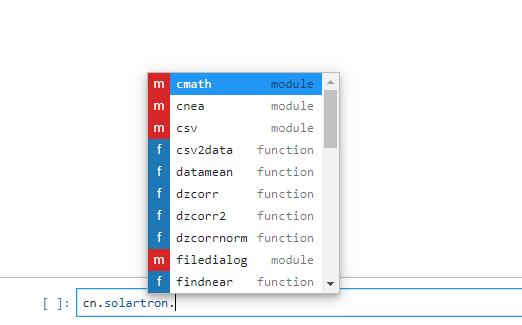 m cmath module
m cnea module
m csv module
f csv2data function
f datamean function
f dzcorr function
f dzcorr2 function
f dzcorrnorm function
m filedialog module
f findnear function
[ ]: cn.solartron.